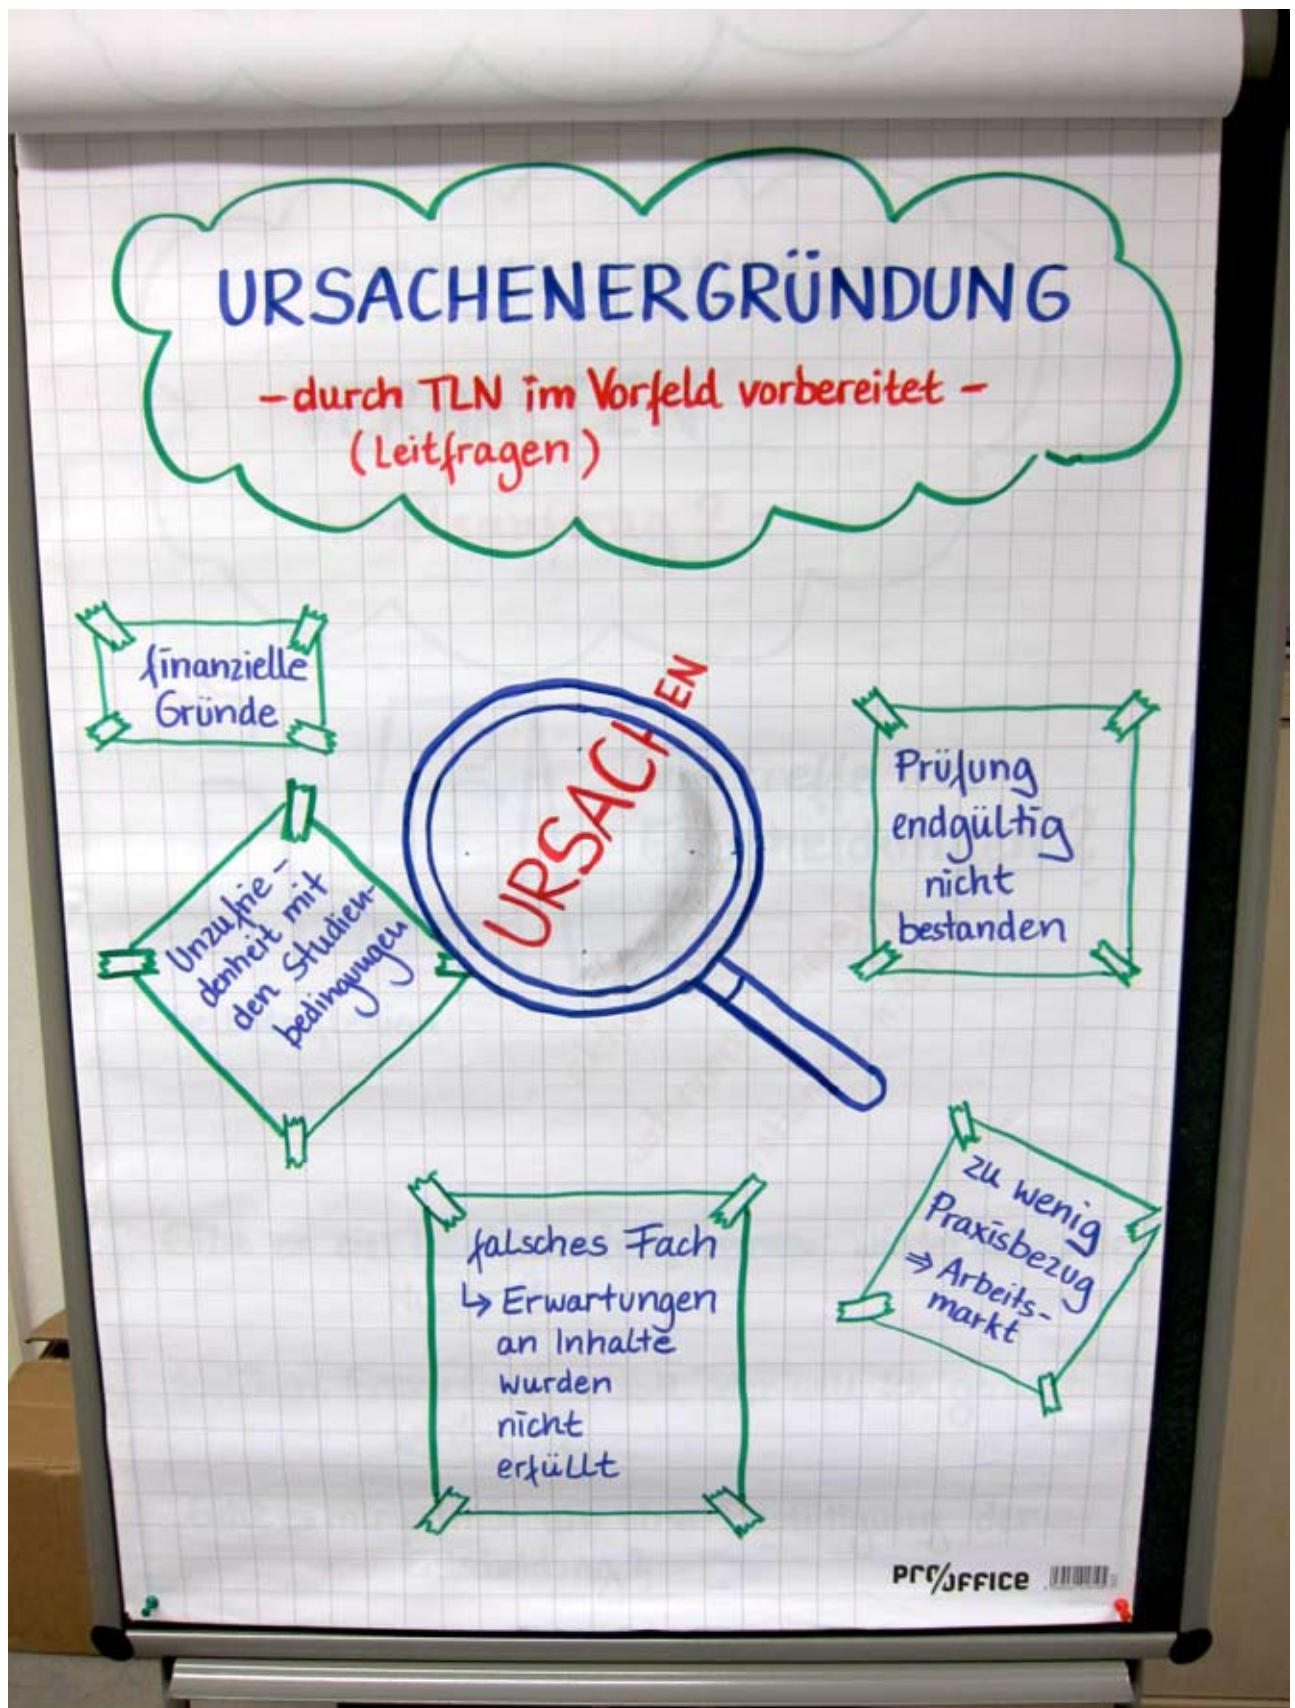 URSACHENERGRÜNDUNG
- durch TLN im Vorfeld vorbereitet -
(Leitfragen)
finanzielle
Gründe
URSACHEN
Prüfung
endgültig
nicht
bestanden
Unzufrie-
denheit mit
den Studien-
bedingungen
zu wenig
Praxisbezug
⇒ Arbeits-
markt
falsches Fach
↳ Erwartungen
an Inhalte
wurden
nicht
erfüllt
PRO/OFFICE